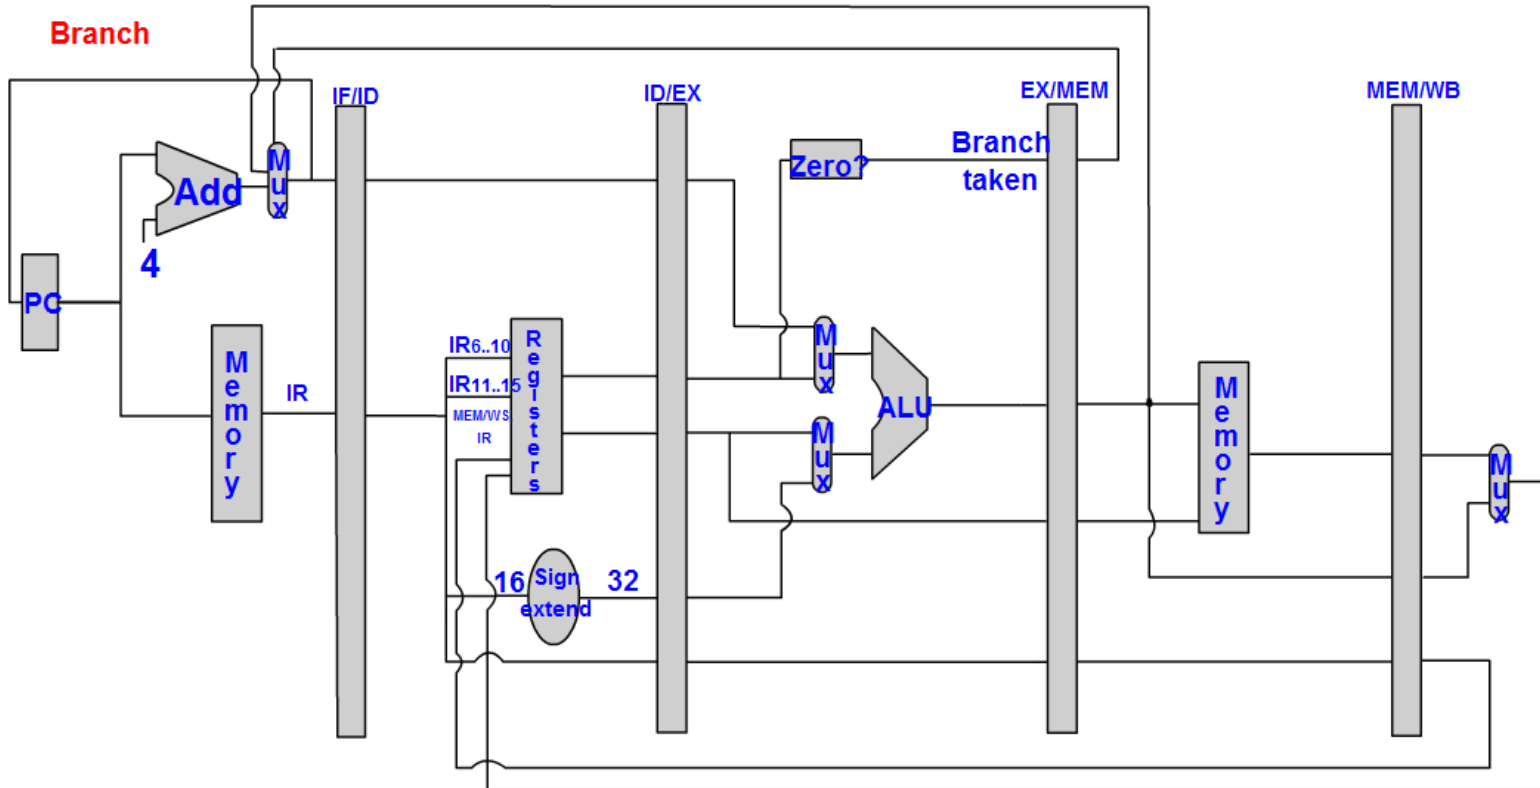 Branch
IF/ID
ID/EX
EX/MEM
MEM/WB
Mux
Add
4
PC
Memory
IR
IR6..10
IR11..15
MEM/WS
IR
Registers
16
Sign
extend
32
Zero?
Branch
taken
Mux
Mux
ALU
Memory
Mux